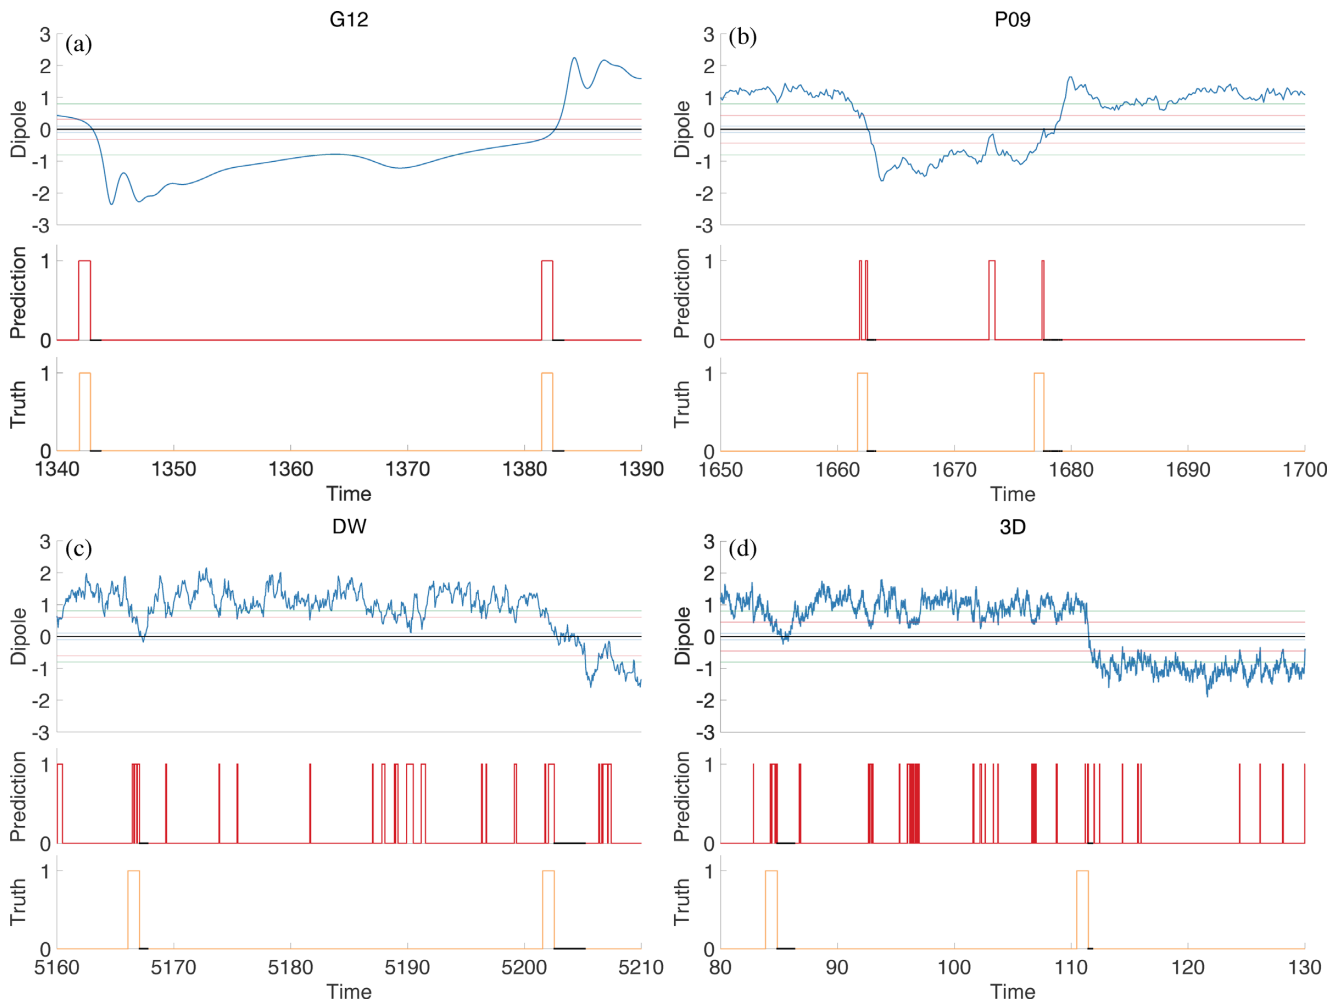 G12
(a)
3
2
1
0
-1
-2
-3
Dipole
1
0
Prediction
1
0
Truth
1340 1350 1360 1370 1380 1390
Time
P09
(b)
3
2
1
0
-1
-2
-3
Dipole
1
0
Prediction
1
0
Truth
1650 1660 1670 1680 1690 1700
Time
DW
(c)
3
2
1
0
-1
-2
-3
Dipole
1
0
Prediction
1
0
Truth
5160 5170 5180 5190 5200 5210
Time
3D
(d)
3
2
1
0
-1
-2
-3
Dipole
1
0
Prediction
1
0
Truth
80 90 100 110 120 130
Time